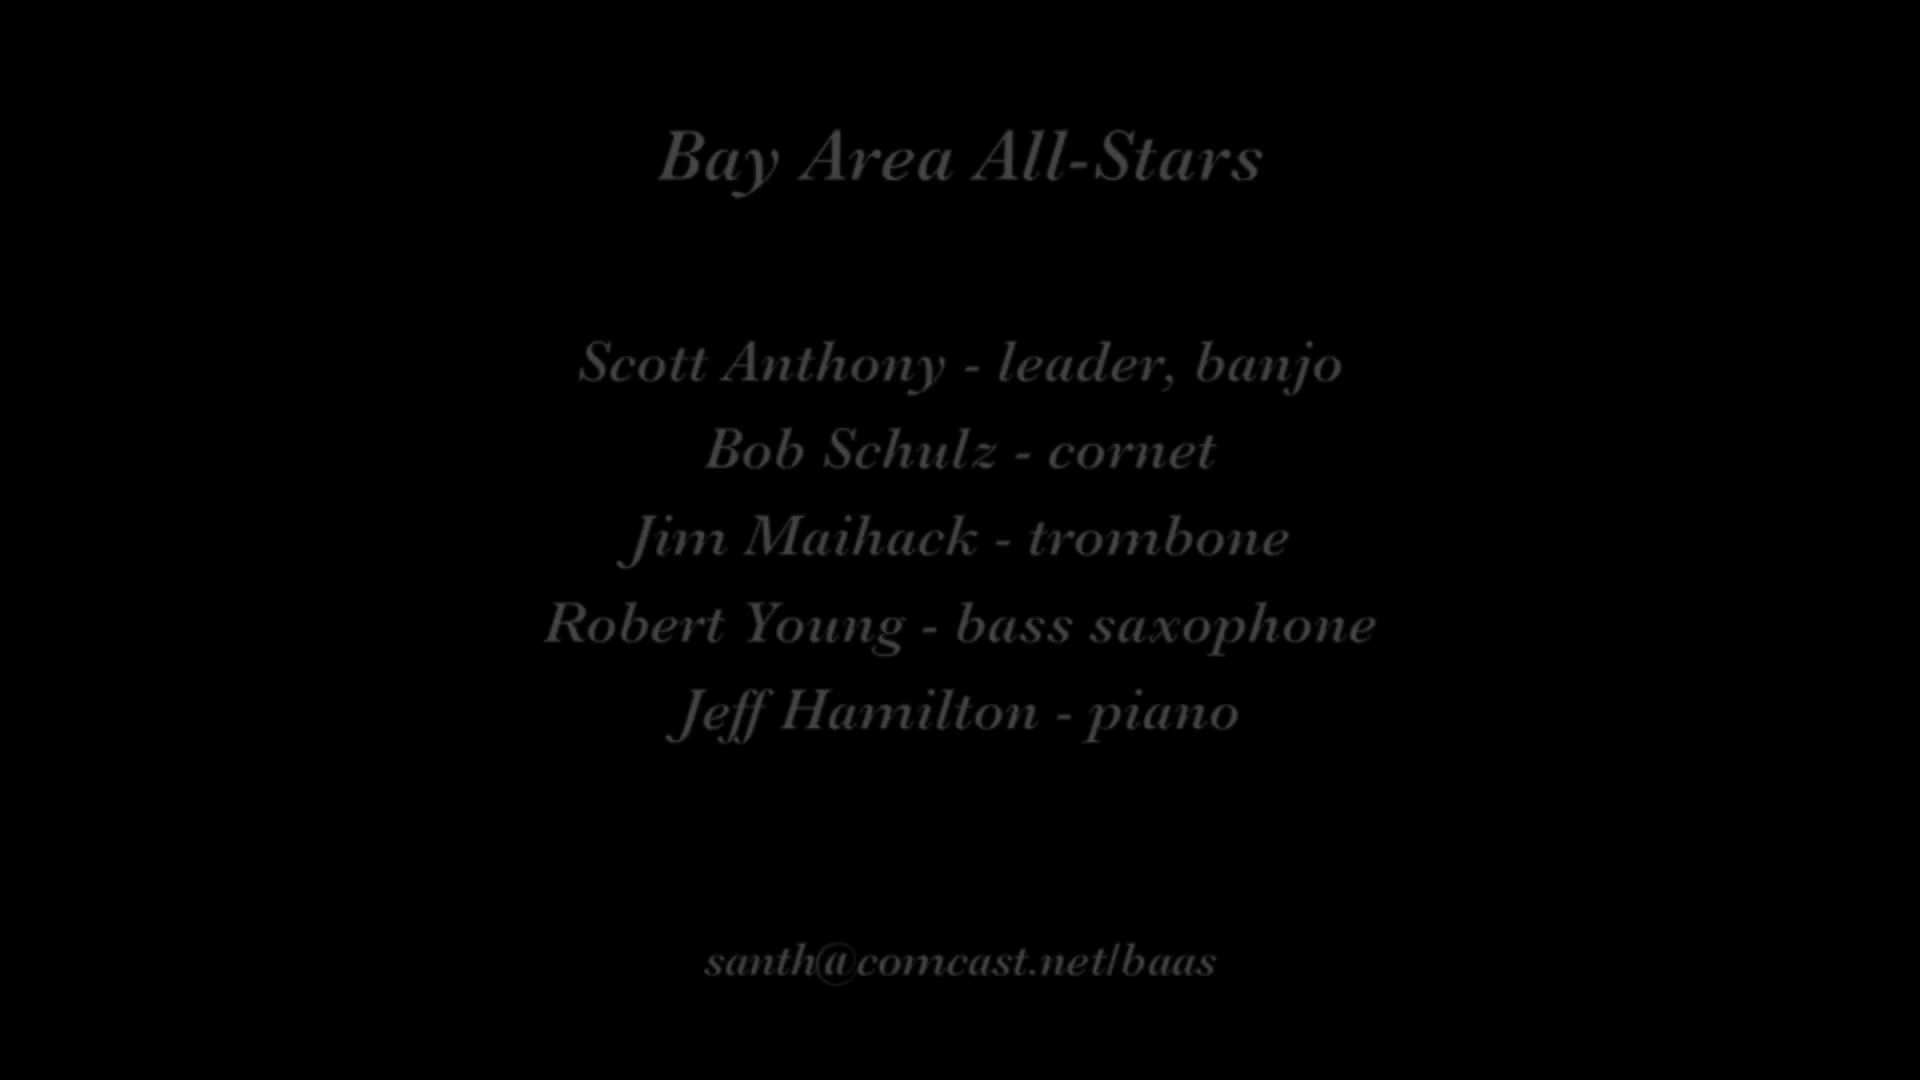 Bay Area All-Stars
Scott Anthony - leader, banjo
Bob Schulz - cornet
Jim Maihack - trombone
Robert Young - bass saxophone
Jeff Hamilton - piano
santh@comcast.net/baas